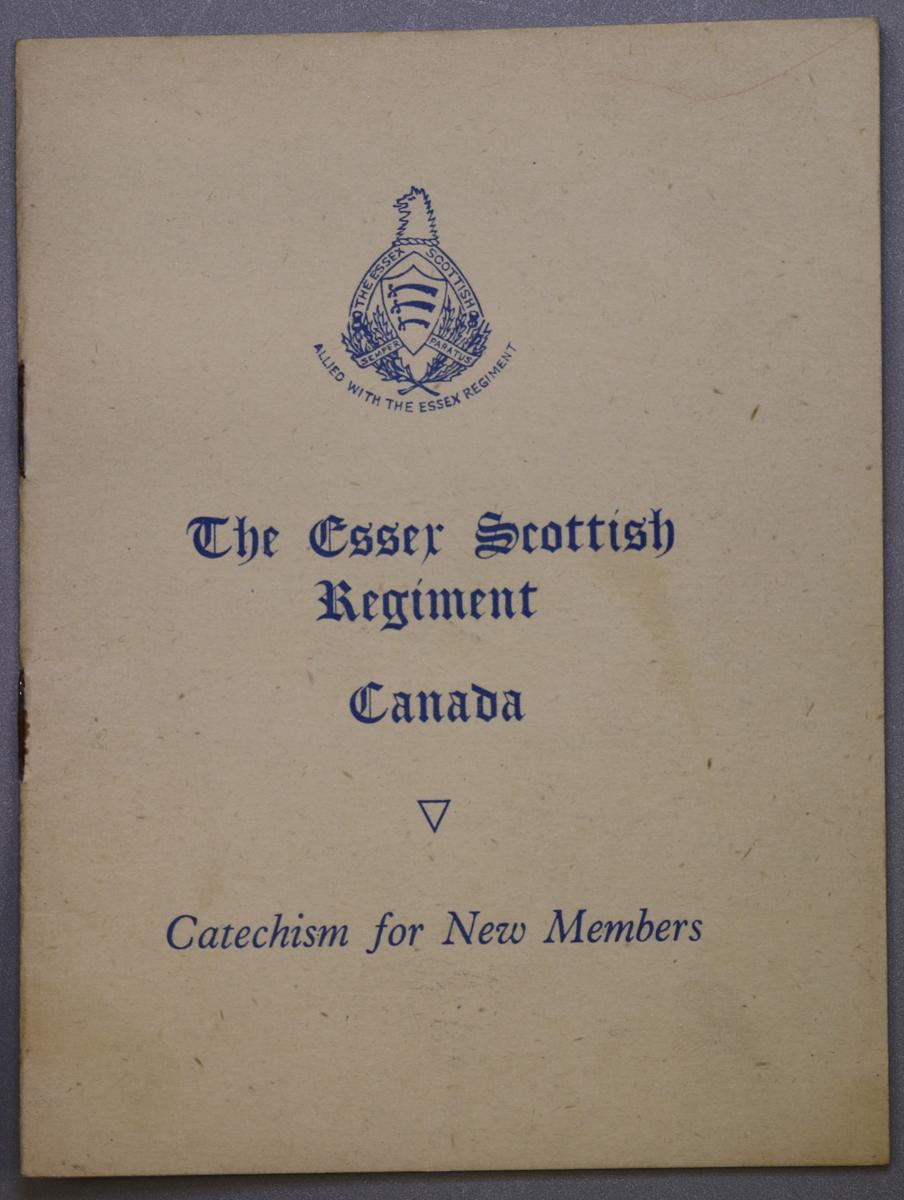 THE ESSEX SCOTTISH
SEMPER PARATUS
ALLIED WITH THE ESSEX REGIMENT
The Essex Scottish
Regiment
Canada
Catechism for New Members